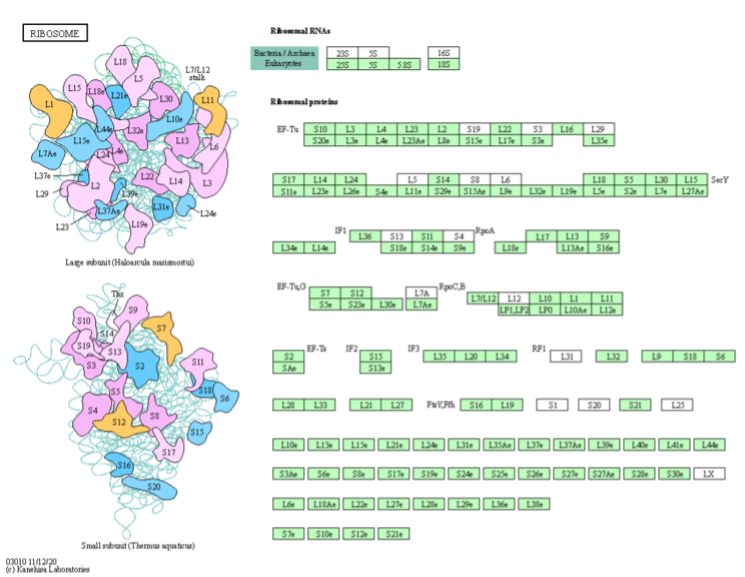 RIBOSOME
L18
L5
L7/L12
stalk
L15
L18e
L21e
L30
L11
L1
L44e
L32e
L10e
L15e
L13
L6
L7Ae
L24
L4e
L37e
L22
L14
L3
L29
L2
L39e
L23
L37Ae
L31e
L24e
L19e
Large subunit (Haloarcula marismortui)
Thx
S9
S10
S14
S7
S19
S13
S3
S2
S11
S5
S18
S6
S4
S8
S12
S15
S17
S16
S20
Small subunit (Thermus aquaticus)
03010 11/12/20
(c) Kanehisa Laboratories
Ribosomal RNAs
Bacteria / Archaea 23S 5S 16S
Eukaryotes 25S 5S 5.8S 18S
Ribosomal proteins
EF-Tu S10 L3 L4 L23 L2 S19 L22 S3 L16 L29
S20e L3e L4e L23Ae L8e S15e L17e S3e L35e
S17 L14 L24 L5 S14 S8 L6 L18 S5 L30 L15 SecY
S11e L23e L26e S4e L11e S29e S15Ae L9e L32e L19e L5e S2e L7e L27Ae
IF1 L36 S13 S11 S4 RpoA L17 L13 S9
L34e L14e S18e S14e S9e L18e L13Ae S16e
EF-Tu,G S7 S12 L7A RpoC,B L7/L12 L12 L10 L1 L11
S5e S23e L30e L7Ae LP1,LP2 LP0 L10Ae L12e
S2 EF-Ts IF2 S15 IF3 L35 L20 L34 RF1 L31 L32 L9 S18 S6
SAe S13e
L28 L33 L21 L27 FtsY,Ffh S16 L19 S1 S20 S21 L25
L10e L13e L15e L21e L24e L31e L35Ae L37e L37Ae L39e L40e L41e L44e
S3Ae S6e S8e S17e S19e S24e S25e S26e S27e S27Ae S28e S30e LX
L6e L18Ae L22e L27e L28e L29e L36e L38e
S7e S10e S12e S21e